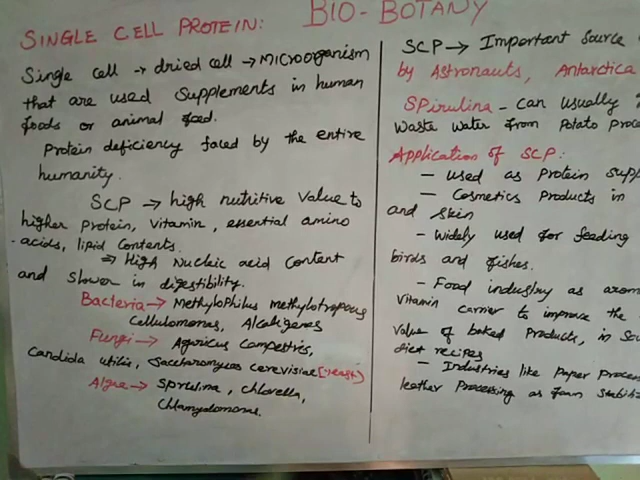 BIO-BOTANY
SINGLE CELL PROTEIN:
Single cell → dried cell → Microorganism
that are used Supplements in human
foods or animal feed.
Protein deficiency faced by the entire
humanity.
SCP → high nutritive value to
higher Protein, Vitamin, essential amino
-acids, lipid contents.
⇒ High Nucleic acid content
and slower in digestibility.
Bacteria → Methylophilus methylotropous
Cellulomonas, Alcaligenes
Fungi → Agaricus Campestris,
Candida utilis, Saccharomyces cerevisiae (yeast)
Algae → Spirulina, Chlorella,
Chlamydomonas.
SCP → Important Source
by Astronauts, Antarctica
SPirulina - can usually
Waste water from Potato
Application of SCP:
- used as Protein
- Cosmetics Products in
and skin
- Widely used for feeding
birds and fishes.
- Food industry as
Vitamin carrier to improve the
value of baked Products, in
diet recipes
- Industries like Paper
leather Processing as foam